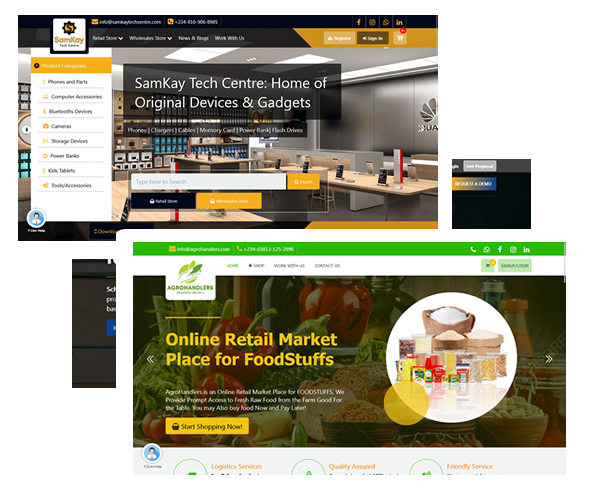 info@samkaytechcentre.com +234-816-906-8985
SamKay
Tech Centre
Retail Store Wholesales Store News & Blogs Work With Us Register Sign In
Product Categories
Phones and Parts
Computer Accessories
Bluetooths Devices
Cameras
Storage Devices
Power Banks
Kids Tablets
Tools/Accessories
SamKay Tech Centre: Home of
Original Devices & Gadgets
Phones | Chargers | Cables | Memory Card | Power Bank| Hash Drives
Type here to Search Search
Retail Store Wholesales Store
Live Help
Get Proposal
REQUEST A DEMO
info@agrohandlers.com +234-(0)813-125-2996
AGROHANDLERS
HOME SHOP WORK WITH US CONTACT US SIGNUP/LOGIN
Online Retail Market
Place for FoodStuffs
AgroHandlers is an Online Retail Market Place for FOODSTUFFS. We
Provide Prompt Access to Fresh Raw Food from the Farm Good For
the Table. You may Also buy food Now and Pay Later!
Start Shopping Now!
Live Help
Logistics Services Quality Assured Friendly Service